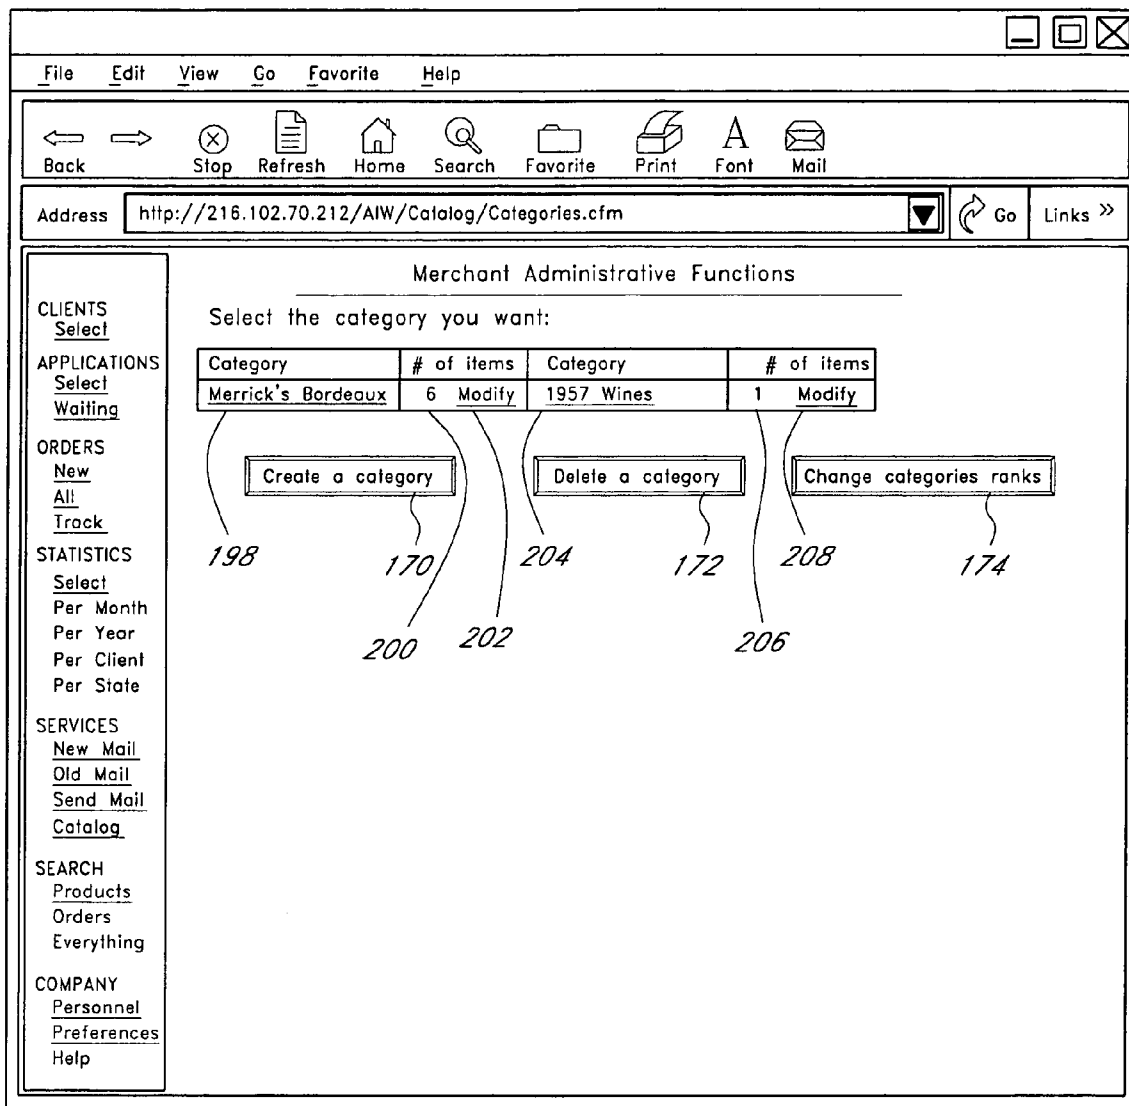 File Edit View Go Favorite Help
Back Stop Refresh Home Search Favorite Print Font Mail
Address http://216.102.70.212/AIW/Catalog/Categories.cfm Go Links »
Merchant Administrative Functions
Select the category you want:
Category # of items Category # of items
Merrick's Bordeaux 6 Modify 1957 Wines 1 Modify
Create a category Delete a category Change categories ranks
198 170 204 172 208 174
200 202 206
CLIENTS
Select
APPLICATIONS
Select
Waiting
ORDERS
New
All
Track
STATISTICS
Select
Per Month
Per Year
Per Client
Per State
SERVICES
New Mail
Old Mail
Send Mail
Catalog
SEARCH
Products
Orders
Everything
COMPANY
Personnel
Preferences
Help